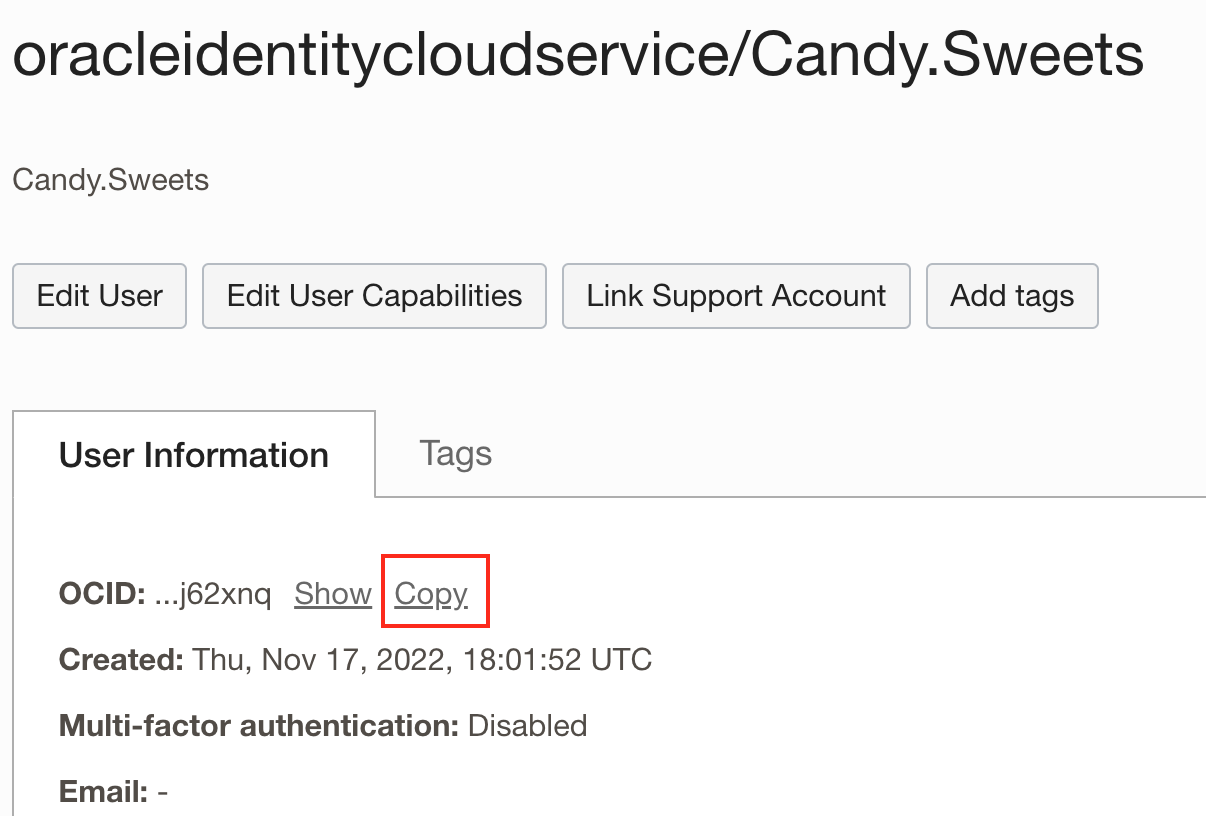 oracleidentitycloudservice/Candy.Sweets
Candy.Sweets
Edit User Edit User Capabilities Link Support Account Add tags
User Information Tags
OCID: ...j62xnq Show Copy
Created: Thu, Nov 17, 2022, 18:01:52 UTC
Multi-factor authentication: Disabled
Email: -